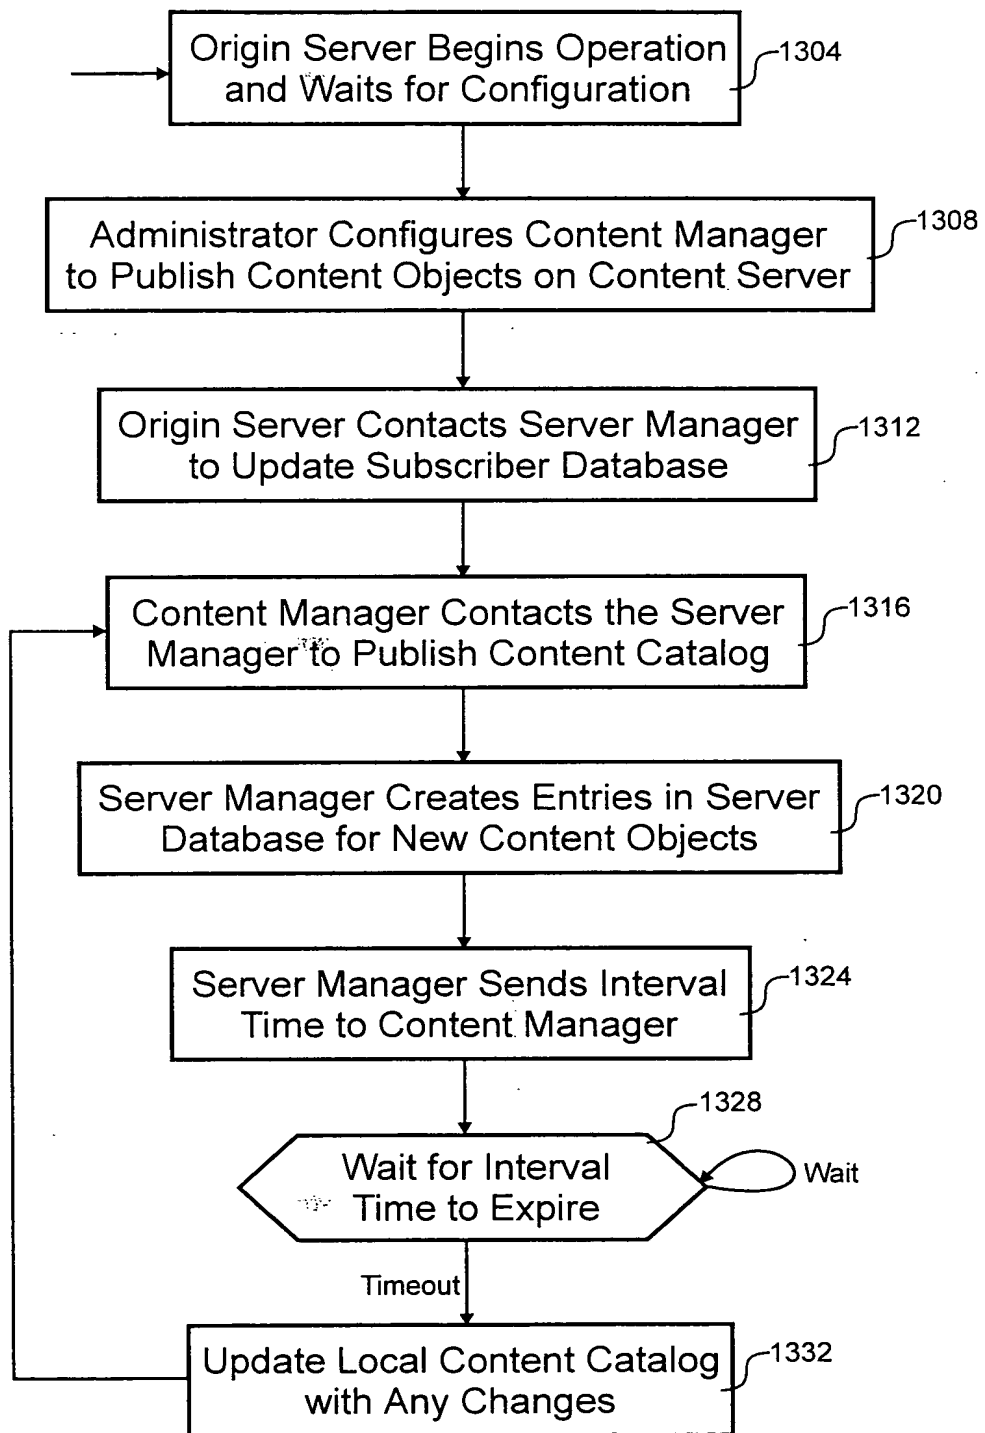 Origin Server Begins Operation
and Waits for Configuration
1304
Administrator Configures Content Manager
to Publish Content Objects on Content Server
1308
Origin Server Contacts Server Manager
to Update Subscriber Database
1312
Content Manager Contacts the Server
Manager to Publish Content Catalog
1316
Server Manager Creates Entries in Server
Database for New Content Objects
1320
Server Manager Sends Interval
Time to Content Manager
1324
Wait for Interval
Time to Expire
1328
Wait
Timeout
Update Local Content Catalog
with Any Changes
1332